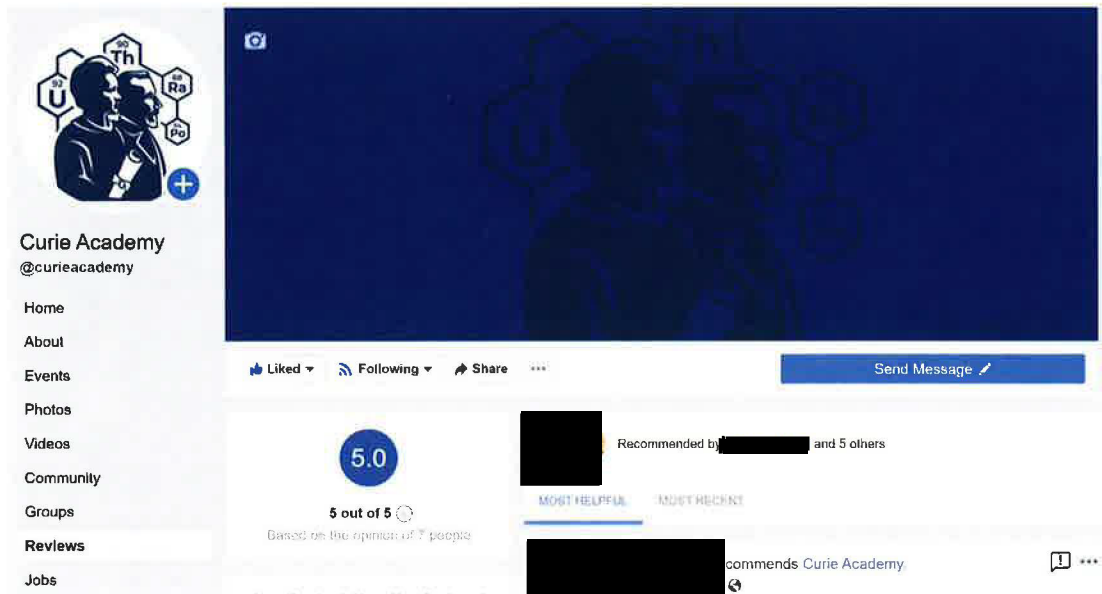 90
Th
92
U
88
Ra
84
Po
Th
U
Curie Academy
@curieacademy
Home
About
Events
Photos
Videos
Community
Groups
Reviews
Jobs
Liked
Following
Share
Send Message
5.0
5 out of 5
Based on the opinion of 7 people
Recommended by and 5 others
MOST HELPFUL MOST RECENT
commends Curie Academy.